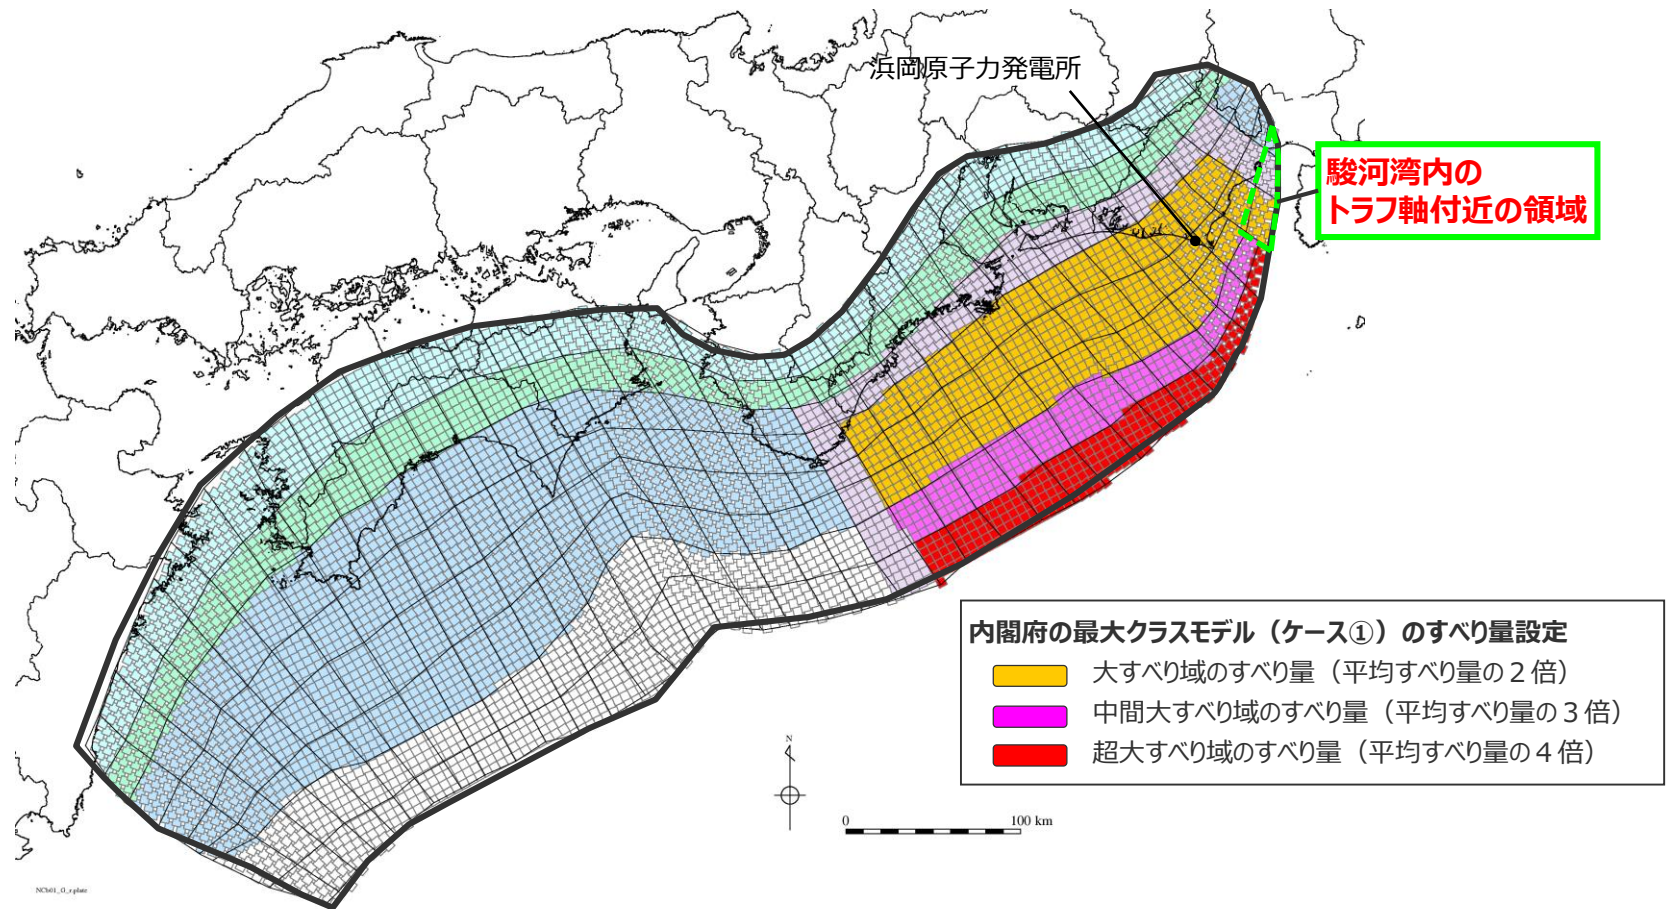 浜岡原子力発電所
駿河湾内の
トラフ軸付近の領域
内閣府の最大クラスモデル（ケース①）のすべり量設定
大すべり域のすべり量（平均すべり量の２倍）
中間大すべり域のすべり量（平均すべり量の３倍）
超大すべり域のすべり量（平均すべり量の４倍）
N
0 100 km